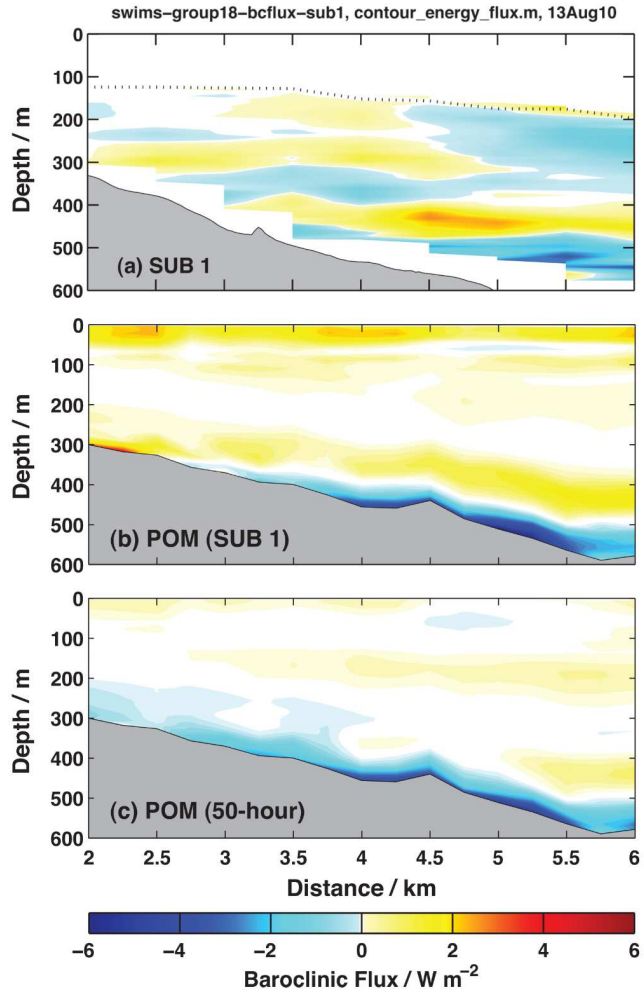 swims-group18-bcflux-sub1, contour_energy_flux.m, 13Aug10
0
100
200
300
400
500
600
Depth / m
(a) SUB 1
0
100
200
300
400
500
600
Depth / m
(b) POM (SUB 1)
0
100
200
300
400
500
600
Depth / m
(c) POM (50-hour)
2 2.5 3 3.5 4 4.5 5 5.5 6
Distance / km
−6 −4 −2 0 2 4 6
Baroclinic Flux / W m⁻²